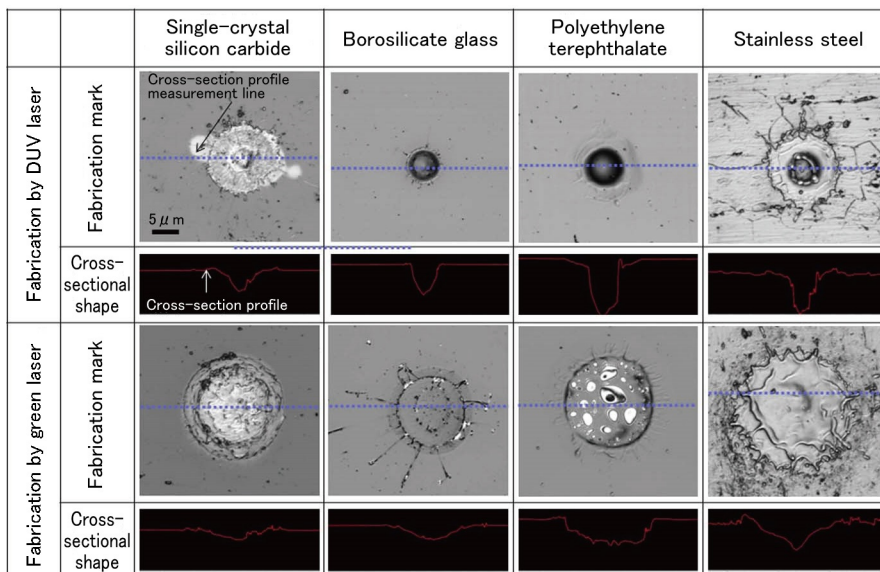 Single-crystal
silicon carbide
Borosilicate glass
Polyethylene
terephthalate
Stainless steel
Fabrication by DUV laser
Fabrication mark
Cross-section profile
measurement line
5 μm
Cross-
sectional
shape
Cross-section profile
Fabrication by green laser
Fabrication mark
Cross-
sectional
shape